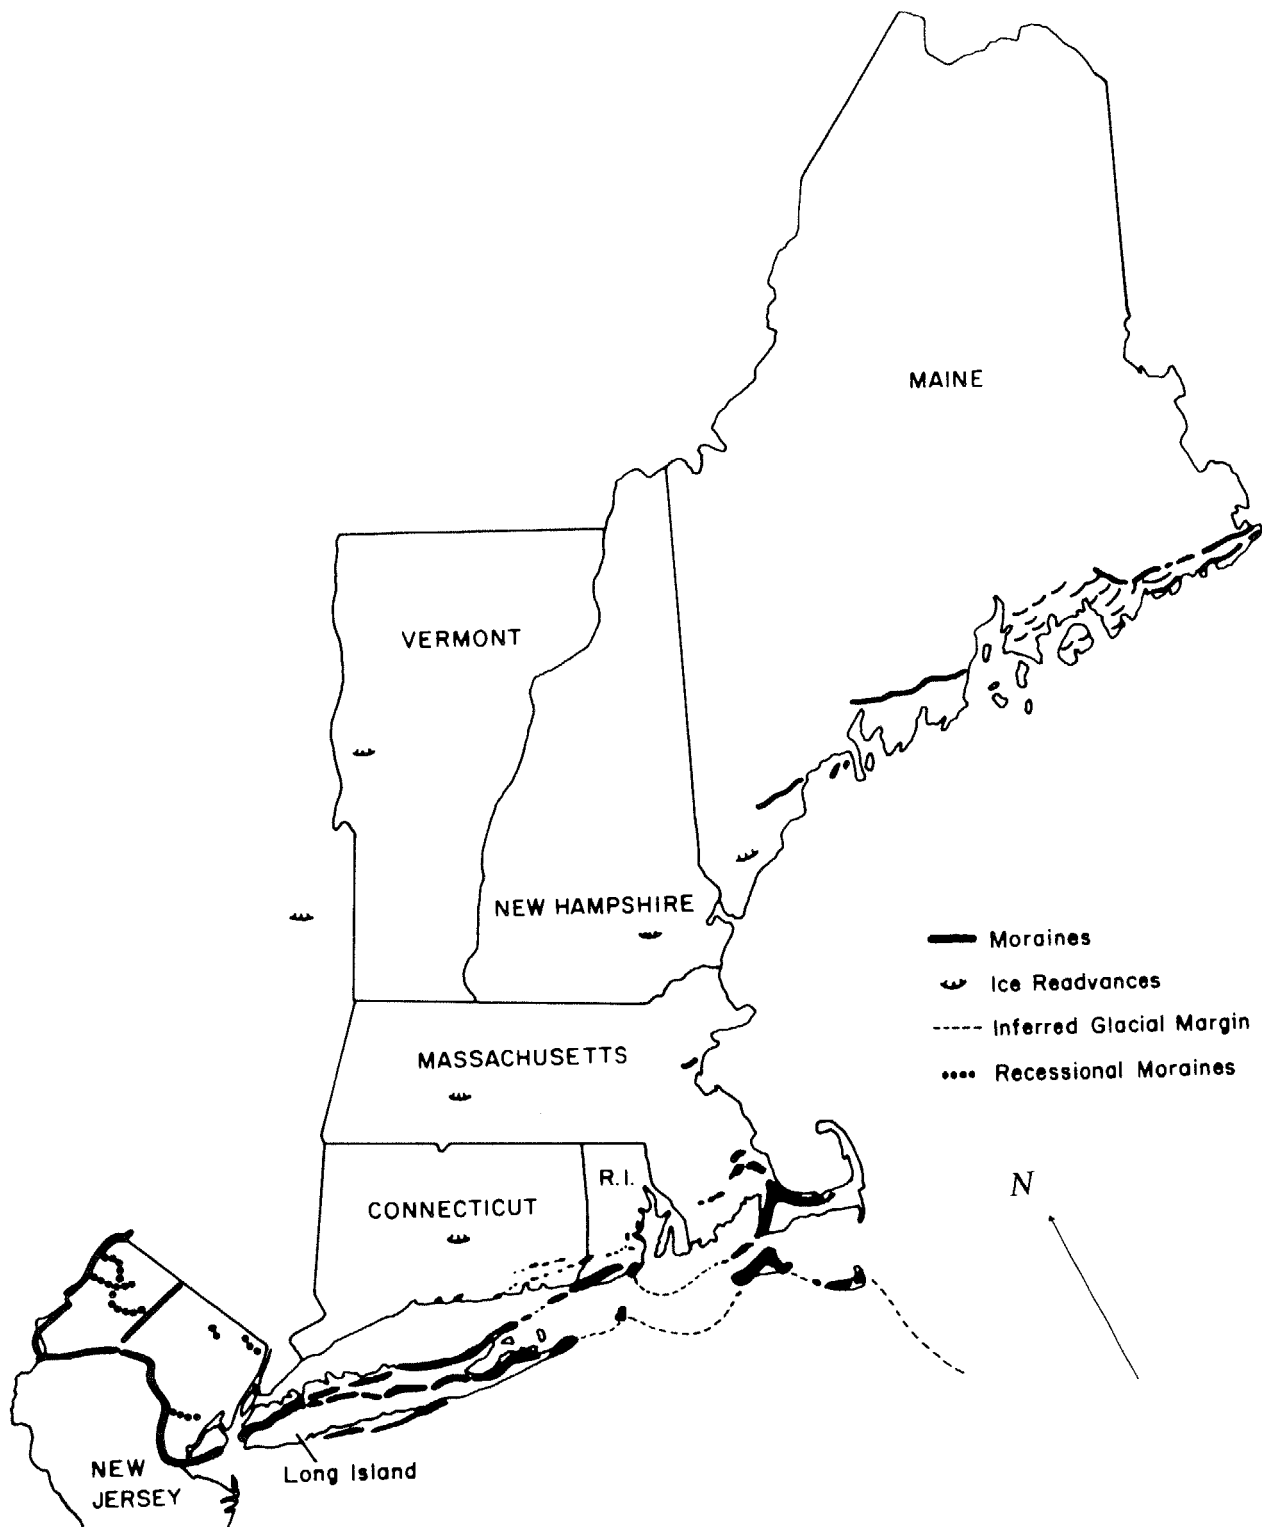 MAINE
VERMONT
NEW HAMPSHIRE
Moraines
Ice Readvances
Inferred Glacial Margin
Recessional Moraines
MASSACHUSETTS
R.I.
N
CONNECTICUT
Long Island
NEW
JERSEY